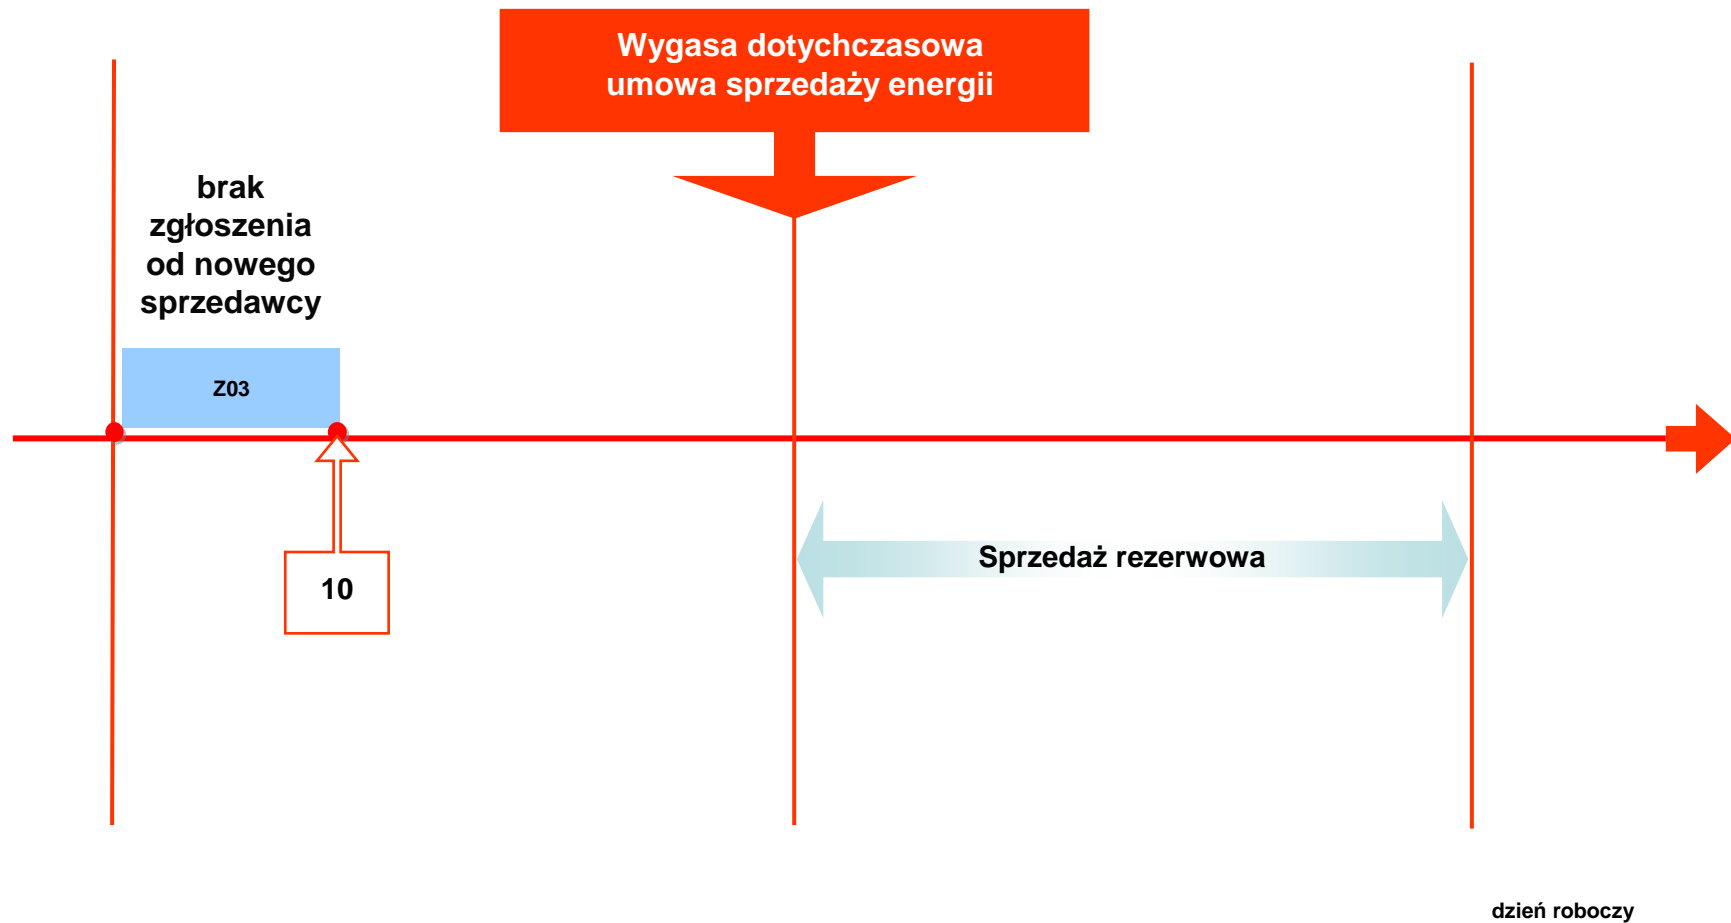 Wygasa dotychczasowa
umowa sprzedaży energii
brak
zgłoszenia
od nowego
sprzedawcy
Z03
10
Sprzedaż rezerwowa
dzień roboczy